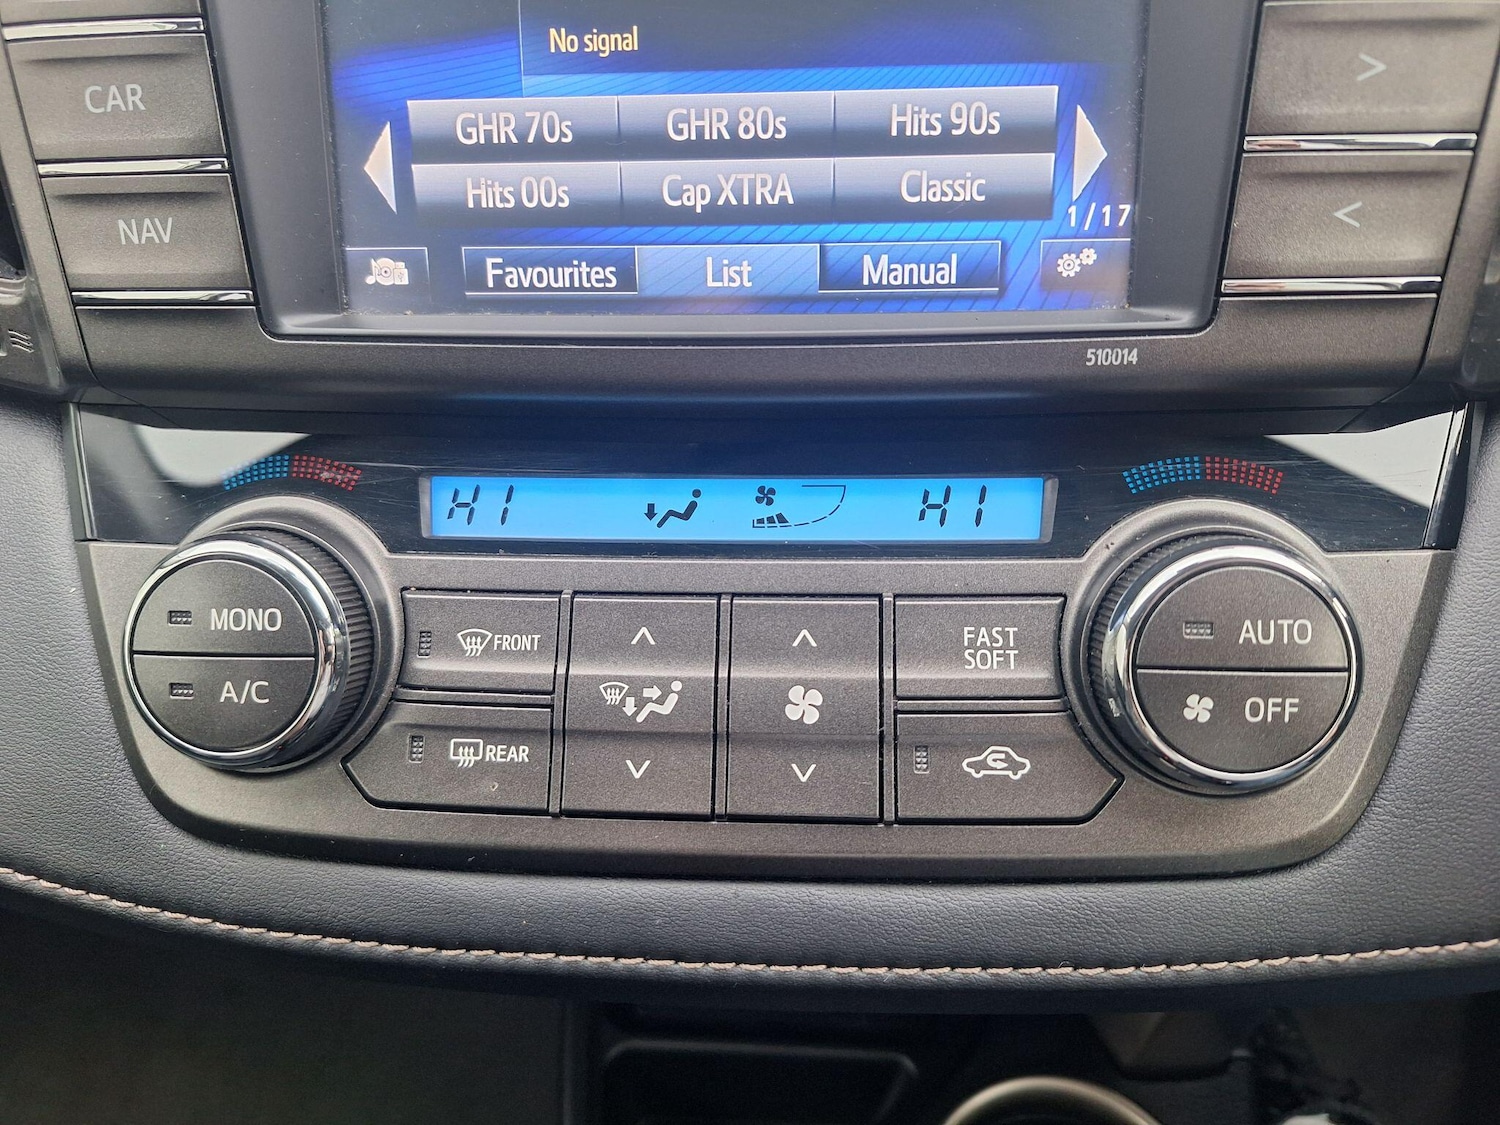 No signal
CAR
GHR 70s GHR 80s Hits 90s
>
Hits 00s Cap XTRA Classic
NAV
1/17
<
Favourites List Manual
510014
HI HI
MONO
A/C
FRONT
REAR
FAST
SOFT
AUTO
OFF